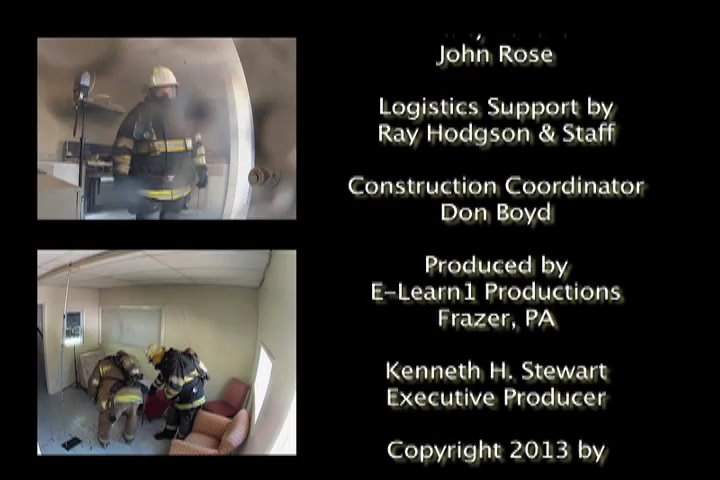 John Rose
Logistics Support by
Ray Hodgson & Staff
Construction Coordinator
Don Boyd
Produced by
E-Learn1 Productions
Frazer, PA
Kenneth H. Stewart
Executive Producer
Copyright 2013 by